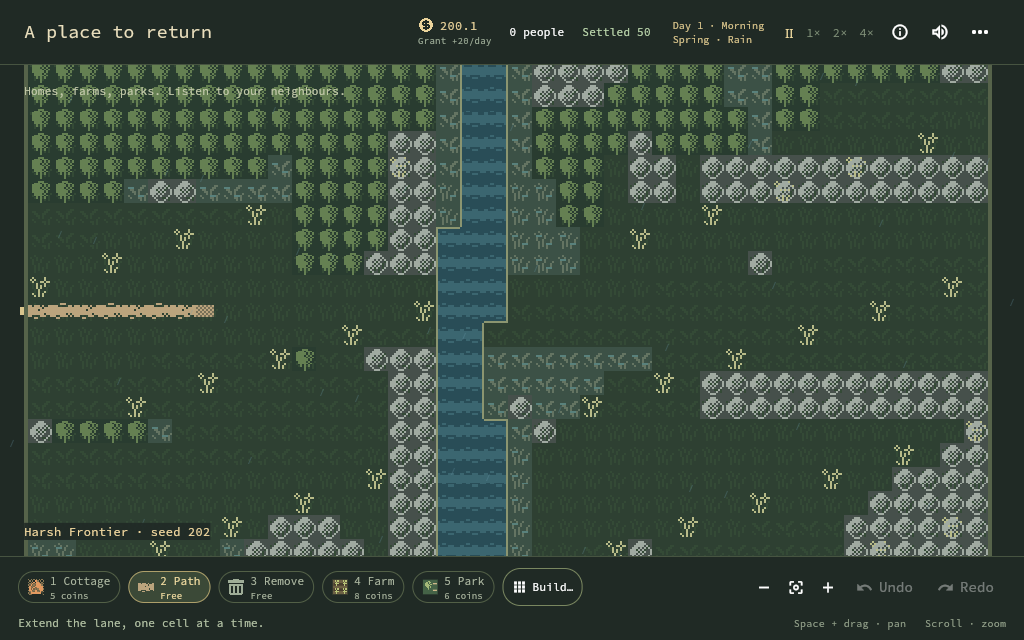 A place to return
200.1
Grant +20/day
0 people
Settled 50
Day 1 · Morning
Spring · Rain
II
1×
2×
4×
Homes, farms, parks. Listen to your neighbours.
Harsh Frontier · seed 202
1 Cottage
5 coins
2 Path
Free
3 Remove
Free
4 Farm
8 coins
5 Park
6 coins
Build…
Undo
Redo
Extend the lane, one cell at a time.
Space + drag · pan
Scroll · zoom